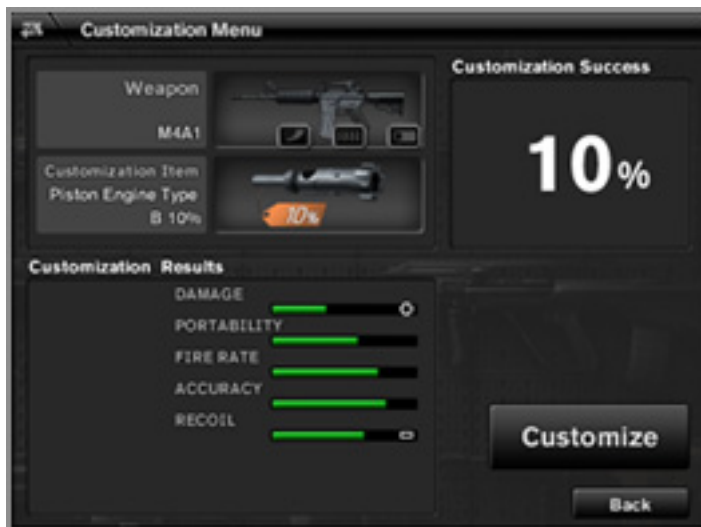 Customization Menu
Weapon
M4A1
Customization Item
Piston Engine Type
B 10%
10%
Customization Success
10%
Customization Results
DAMAGE
PORTABILITY
FIRE RATE
ACCURACY
RECOIL
Customize
Back